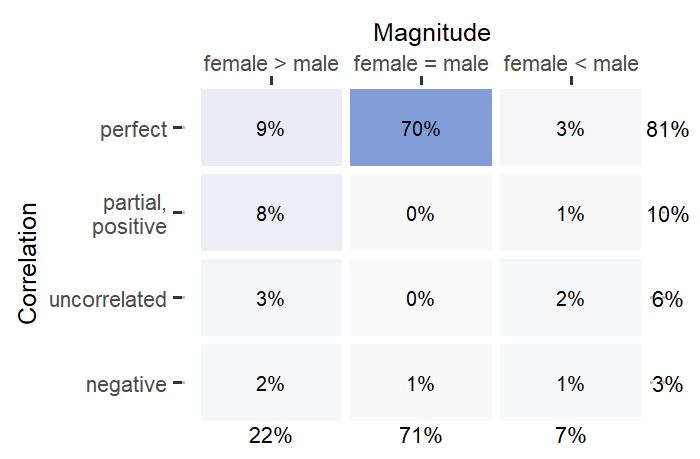 Magnitude
female > male female = male female < male
perfect 9% 70% 3% 81%
partial,
positive 8% 0% 1% 10%
uncorrelated 3% 0% 2% 6%
negative 2% 1% 1% 3%
22% 71% 7%
Correlation